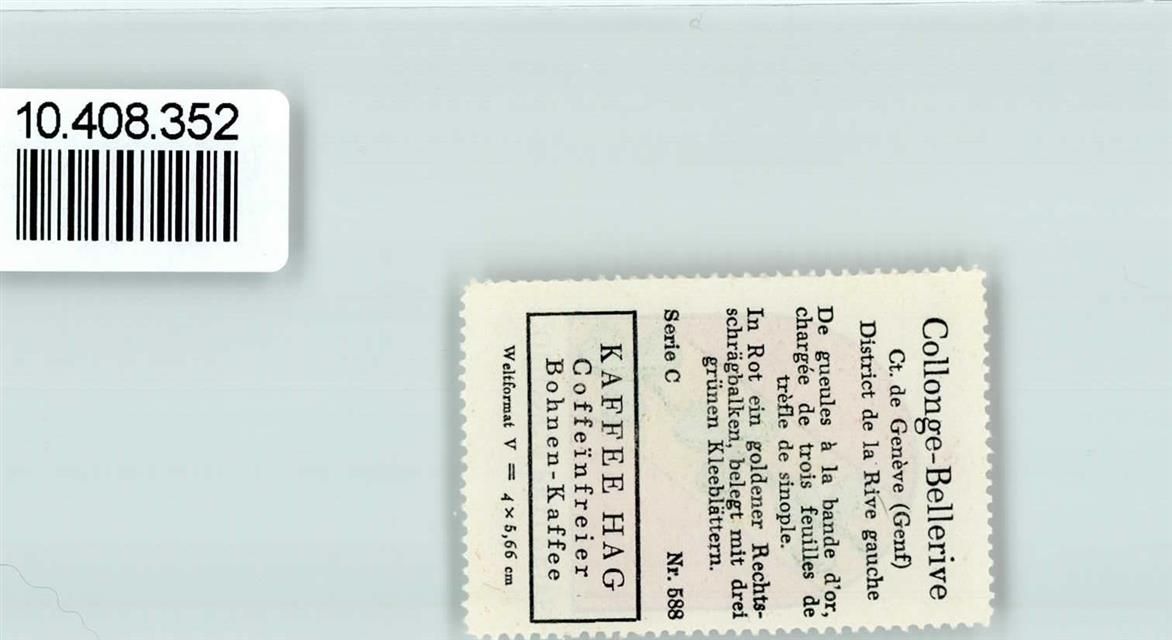 10.408.352
Collonge-Bellerive
Ct. de Genève (Genf)
District de la Rive gauche
De gueules à la bande d'or,
chargée de trois feuilles de
trèfle de sinople.
In Rot ein goldener Rechts-
schrägbalken, belegt mit drei
grünen Kleeblättern.
Serie C Nr. 588
KAFFEE HAG
Coffeïnfreier
Bohnen-Kaffee
Weltformat V = 4 × 5,66 cm